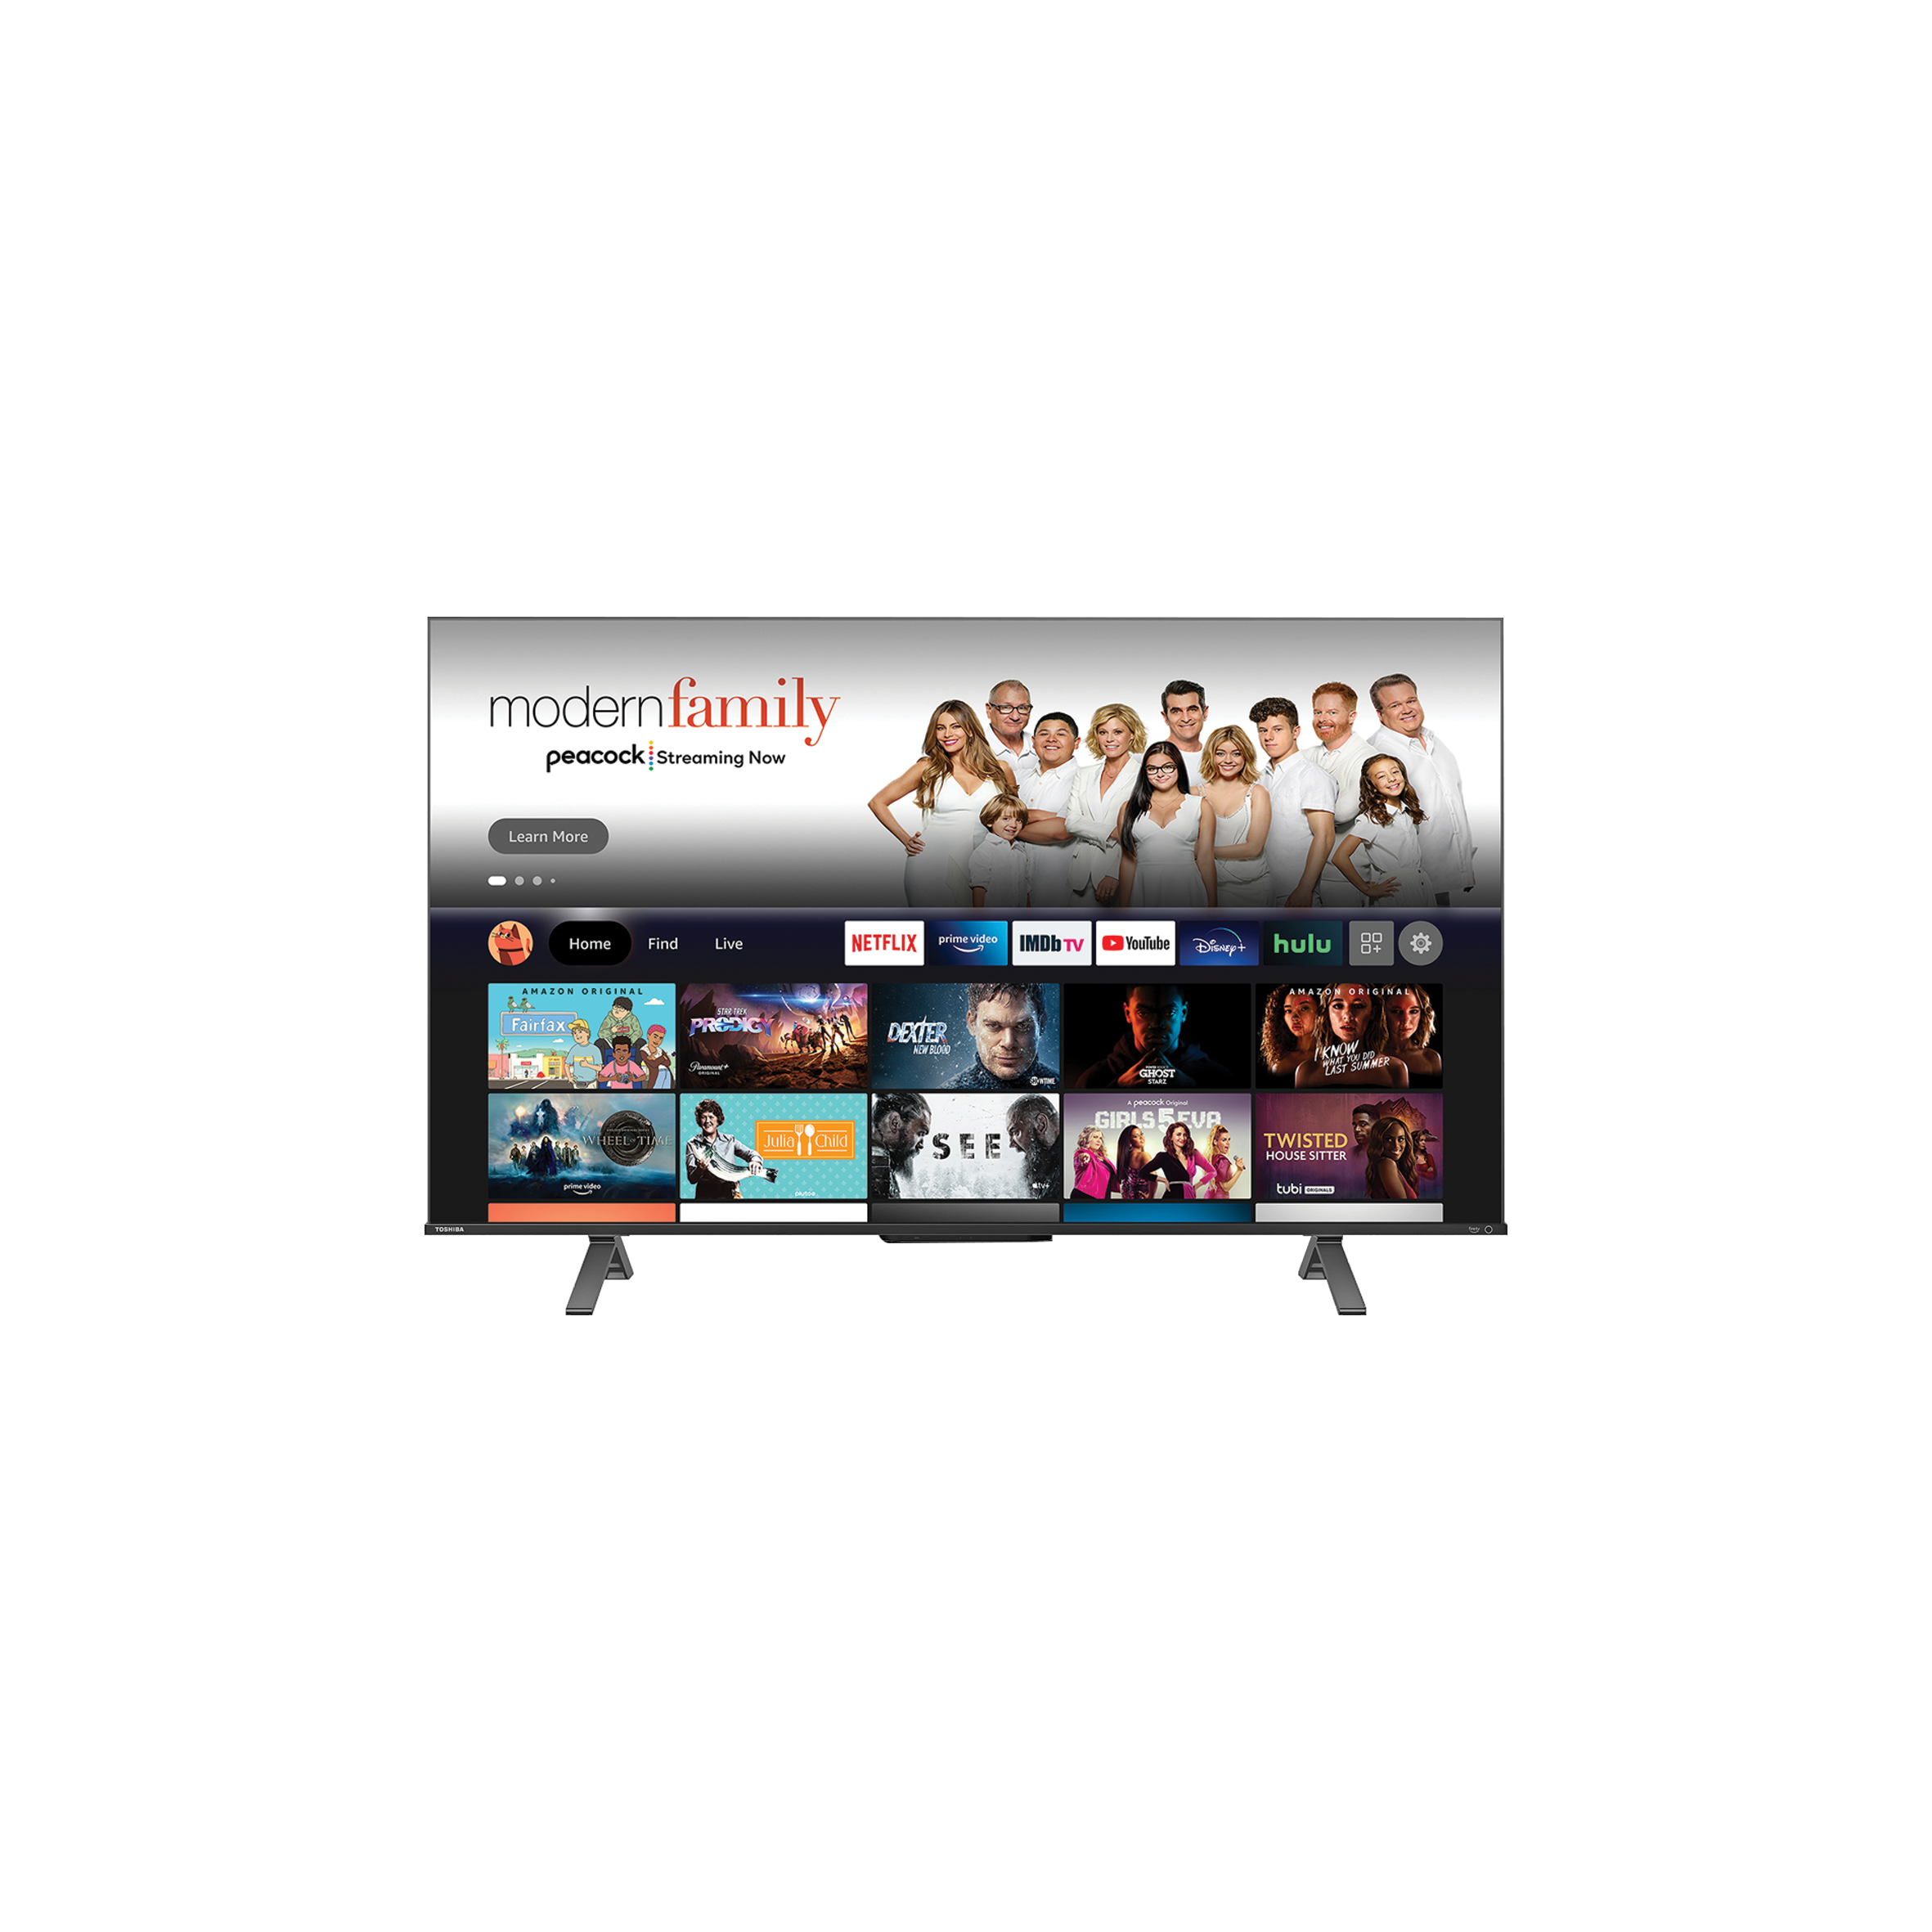 modernfamily
peacock Streaming Now
Learn More
Home Find Live NETFLIX prime video IMDb TV YouTube Disney+ hulu
AMAZON ORIGINAL
Fairfax
STAR TREK
PRODIGY
Paramount+
ORIGINAL
DEXTER
NEW BLOOD
SHOWTIME
GHOST
STARZ
AMAZON ORIGINAL
I KNOW
WHAT YOU DID
LAST SUMMER
WHEEL OF TIME
prime video
Julia Child
pluto tv
SEE
tv+
A peacock Original
GIRLS5EVA
TWISTED
HOUSE SITTER
tubi ORIGINALS
TOSHIBA
firetv